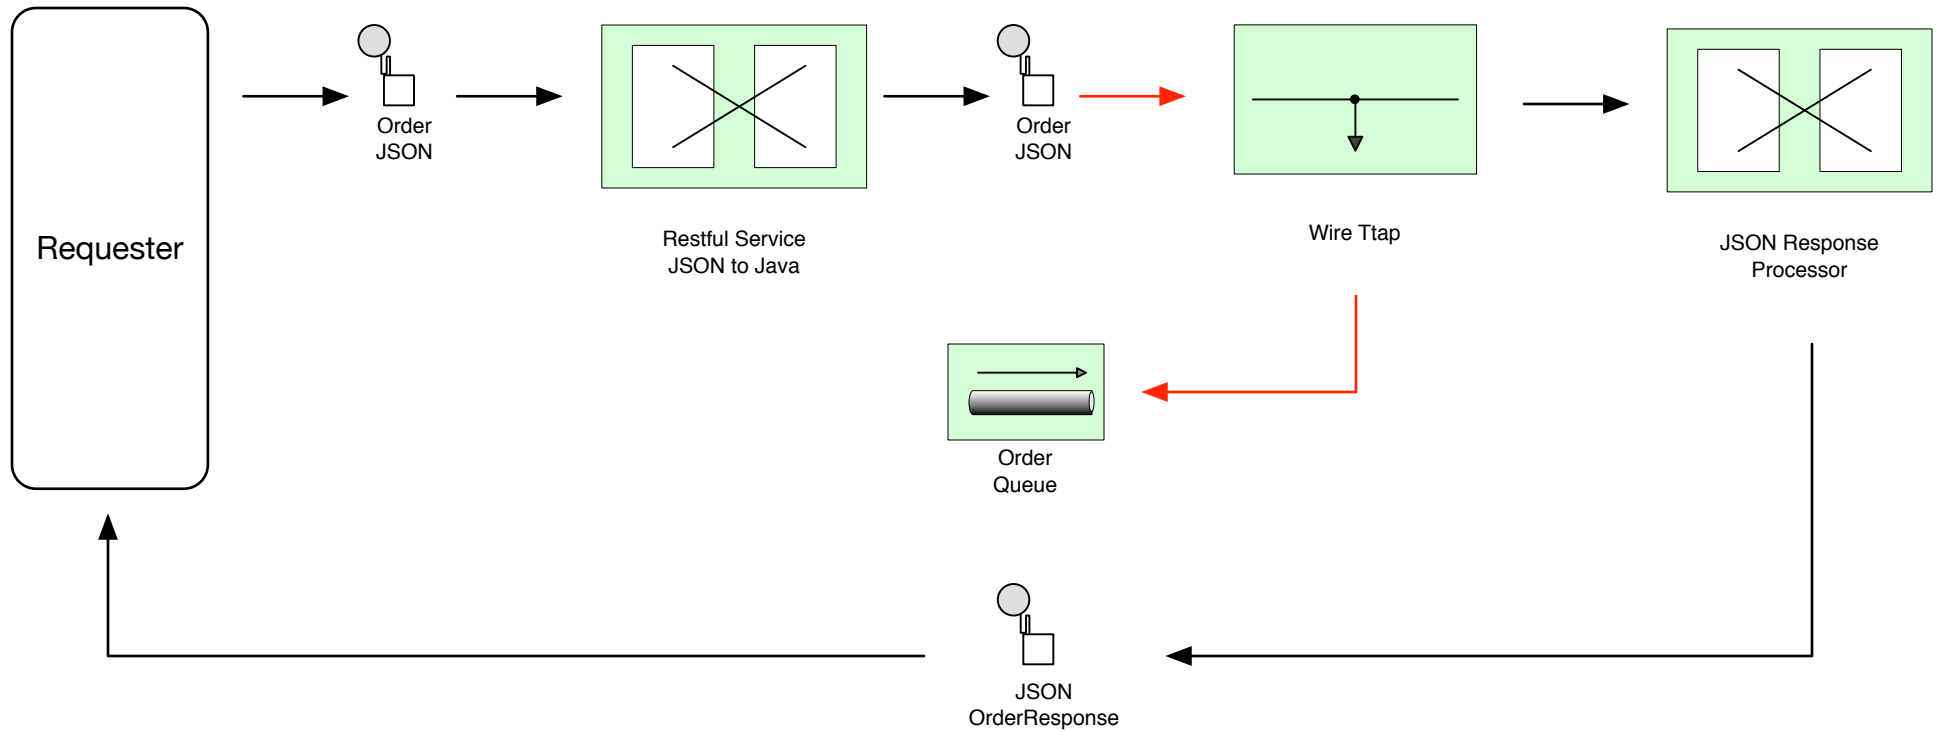 Requester
Order
JSON
Restful Service
JSON to Java
Order
JSON
Wire Ttap
JSON Response
Processor
Order
Queue
JSON
OrderResponse